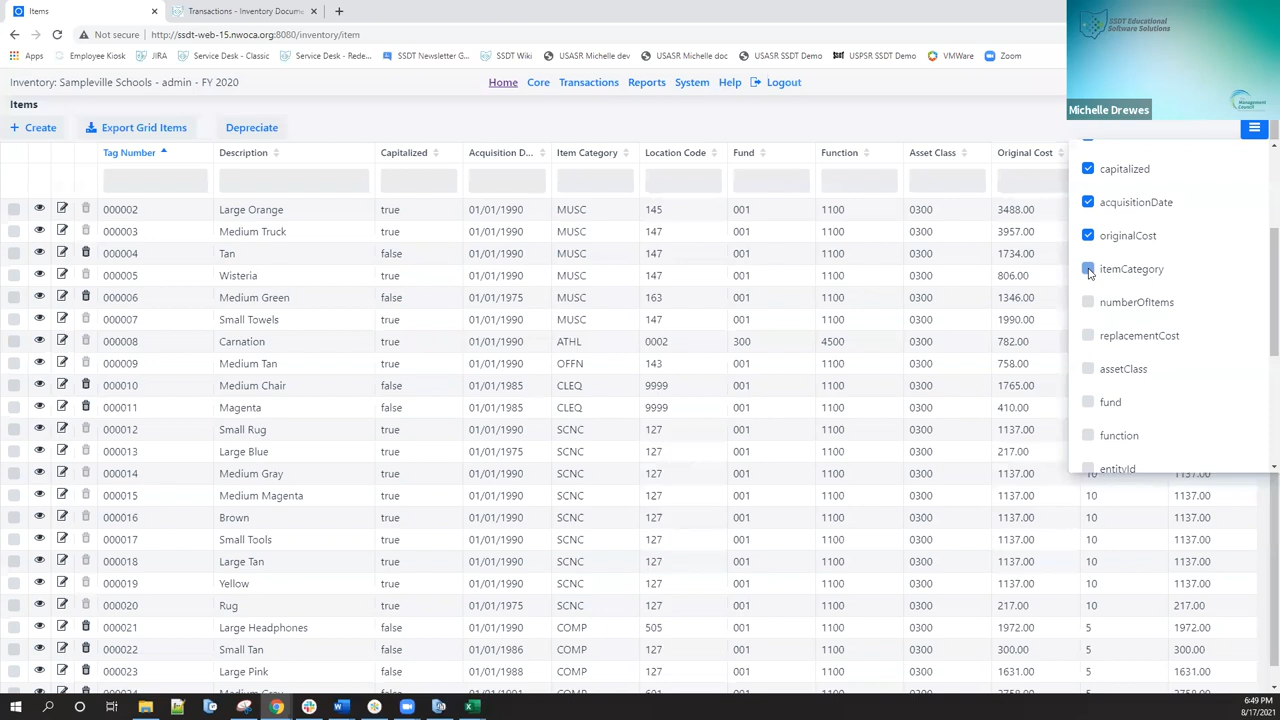 Items
Transactions - Inventory Docume
Not secure
http://ssdt-web-15.nwoca.org:8080/inventory/item
Apps
Employee Kiosk
JIRA
Service Desk - Classic
Service Desk - Rede...
SSDT Newsletter G...
SSDT Wiki
USASR Michelle dev
USASR Michelle doc
USASR SSDT Demo
USPSR SSDT Demo
VMWare
Zoom
SSDT Educational
Software Solutions
Michelle Drewes
Inventory: Sampleville Schools - admin - FY 2020
Home Core Transactions Reports System Help Logout
Items
+ Create Export Grid Items Depreciate
Tag Number Description Capitalized Acquisition D... Item Category Location Code Fund Function Asset Class Original Cost
000002 Large Orange true 01/01/1990 MUSC 145 001 1100 0300 3488.00
000003 Medium Truck true 01/01/1990 MUSC 147 001 1100 0300 3957.00
000004 Tan false 01/01/1990 MUSC 147 001 1100 0300 1734.00
000005 Wisteria true 01/01/1990 MUSC 147 001 1100 0300 806.00
000006 Medium Green false 01/01/1975 MUSC 163 001 1100 0300 1346.00
000007 Small Towels true 01/01/1990 MUSC 147 001 1100 0300 1990.00
000008 Carnation true 01/01/1990 ATHL 0002 300 4500 0300 782.00
000009 Medium Tan true 01/01/1990 OFFN 143 001 1100 0300 758.00
000010 Medium Chair false 01/01/1985 CLEQ 9999 001 1100 0300 1765.00
000011 Magenta false 01/01/1985 CLEQ 9999 001 1100 0300 410.00
000012 Small Rug true 01/01/1990 SCNC 127 001 1100 0300 1137.00
000013 Large Blue true 01/01/1990 SCNC 127 001 1100 0300 217.00
000014 Medium Gray true 01/01/1990 SCNC 127 001 1100 0300 1137.00 10 1137.00
000015 Medium Magenta true 01/01/1990 SCNC 127 001 1100 0300 1137.00 10 1137.00
000016 Brown true 01/01/1990 SCNC 127 001 1100 0300 1137.00 10 1137.00
000017 Small Tools true 01/01/1990 SCNC 127 001 1100 0300 1137.00 10 1137.00
000018 Large Tan true 01/01/1990 SCNC 127 001 1100 0300 1137.00 10 1137.00
000019 Yellow true 01/01/1990 SCNC 127 001 1100 0300 1137.00 10 1137.00
000020 Rug true 01/01/1975 SCNC 127 001 1100 0300 217.00 10 217.00
000021 Large Headphones false 01/01/1990 COMP 505 001 1100 0300 1972.00 5 1972.00
000022 Small Tan false 01/01/1986 COMP 127 001 1100 0300 300.00 5 300.00
000023 Large Pink false 01/01/1988 COMP 127 001 1100 0300 1631.00 5 1631.00
capitalized
acquisitionDate
originalCost
itemCategory
numberOfItems
replacementCost
assetClass
fund
function
entityId
6:49 PM
8/17/2021